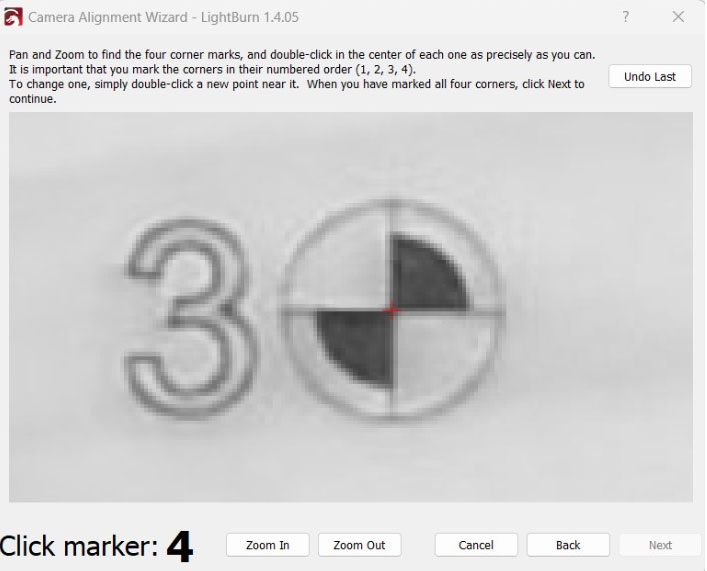 Camera Alignment Wizard - LightBurn 1.4.05
?
Pan and Zoom to find the four corner marks, and double-click in the center of each one as precisely as you can.
It is important that you mark the corners in their numbered order (1, 2, 3, 4).
To change one, simply double-click a new point near it.  When you have marked all four corners, click Next to
continue.
Undo Last
3
Click marker: 4
Zoom In
Zoom Out
Cancel
Back
Next